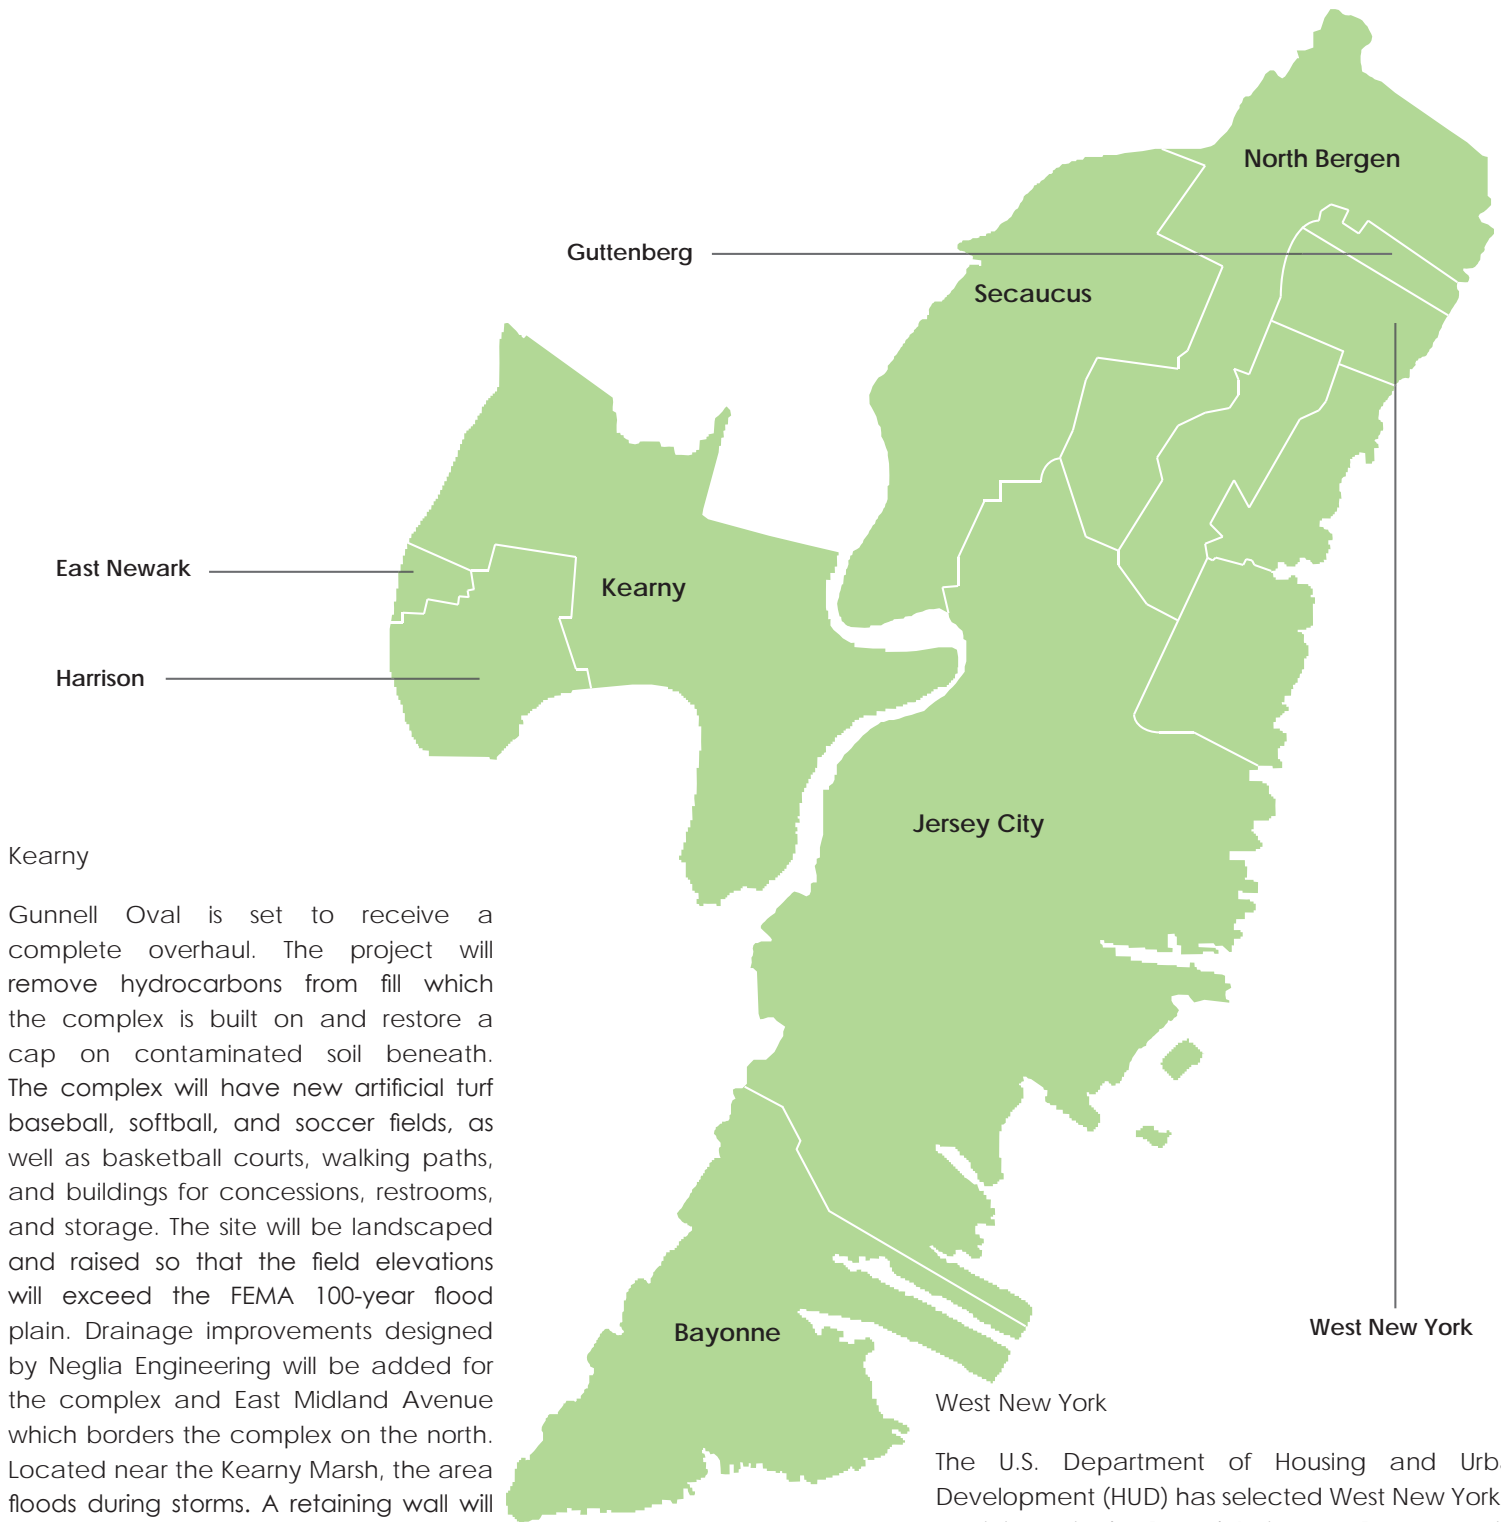 North Bergen
Guttenberg
Secaucus
East Newark
Kearny
Harrison
Jersey City
Bayonne
West New York
Kearny
Gunnell Oval is set to receive a
complete overhaul. The project will
remove hydrocarbons from fill which
the complex is built on and restore a
cap on contaminated soil beneath.
The complex will have new artificial turf
baseball, softball, and soccer fields, as
well as basketball courts, walking paths,
and buildings for concessions, restrooms,
and storage. The site will be landscaped
and raised so that the field elevations
will exceed the FEMA 100-year flood
plain. Drainage improvements designed
by Neglia Engineering will be added for
the complex and East Midland Avenue
which borders the complex on the north.
Located near the Kearny Marsh, the area
floods during storms. A retaining wall will
West New York
The U.S. Department of Housing and
Development (HUD) has selected West New York